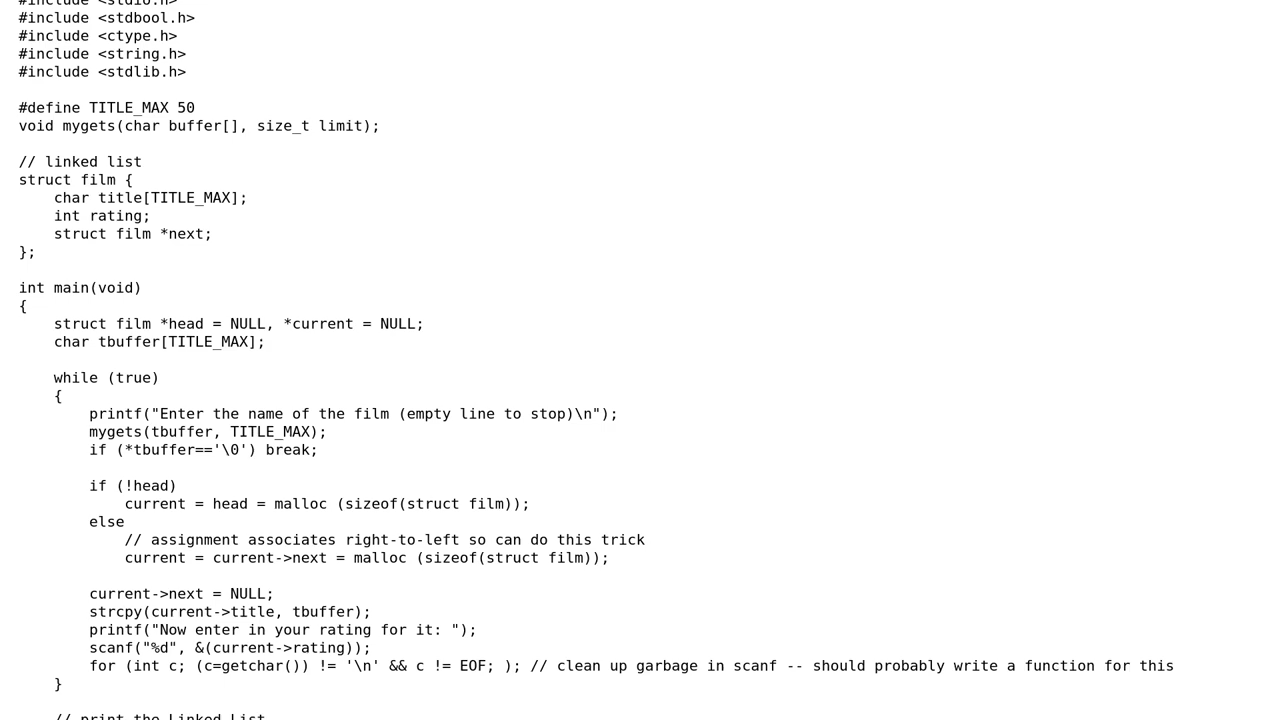 #include <stdio.h>
#include <stdbool.h>
#include <ctype.h>
#include <string.h>
#include <stdlib.h>

#define TITLE_MAX 50
void mygets(char buffer[], size_t limit);

// linked list
struct film {
    char title[TITLE_MAX];
    int rating;
    struct film *next;
};

int main(void)
{
    struct film *head = NULL, *current = NULL;
    char tbuffer[TITLE_MAX];

    while (true)
    {
        printf("Enter the name of the film (empty line to stop)\n");
        mygets(tbuffer, TITLE_MAX);
        if (*tbuffer=='\0') break;

        if (!head)
            current = head = malloc (sizeof(struct film));
        else
            // assignment associates right-to-left so can do this trick
            current = current->next = malloc (sizeof(struct film));

        current->next = NULL;
        strcpy(current->title, tbuffer);
        printf("Now enter in your rating for it: ");
        scanf("%d", &(current->rating));
        for (int c; (c=getchar()) != '\n' && c != EOF; ); // clean up garbage in scanf -- should probably write a function for this
    }

    // print the Linked List